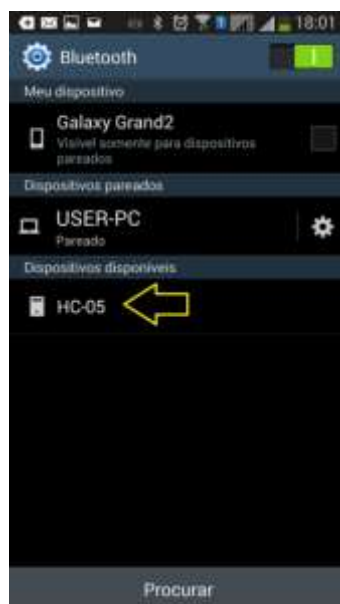 18:01
Bluetooth
Meu dispositivo
Galaxy Grand2
Visível somente para dispositivos
pareados
Dispositivos pareados
USER-PC
Pareado
Dispositivos disponíveis
HC-05
Procurar